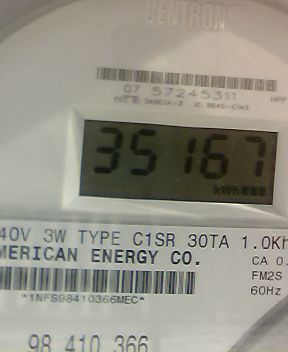 CENTRON
07 57245311
35167
kWh
40V 3W TYPE C1SR 30TA 1.0Kh
MERICAN ENERGY CO.
CA 0.
FM2S
*1NFS98410366MEC*
60Hz
98 410 366